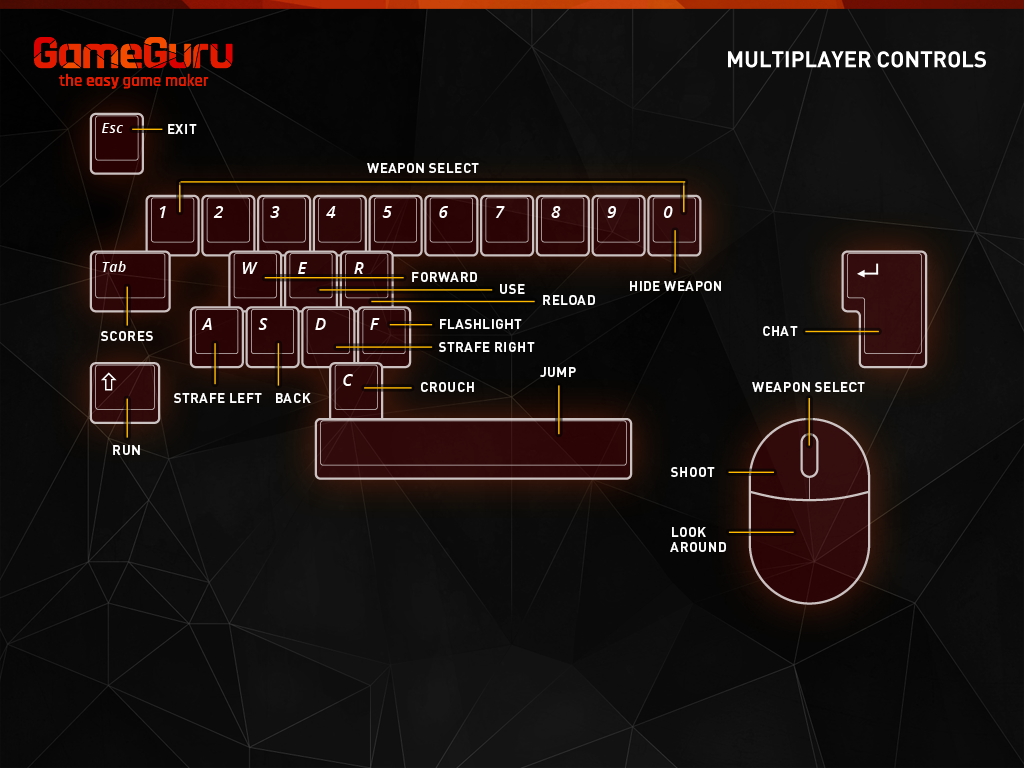 GameGuru
the easy game maker
MULTIPLAYER CONTROLS
Esc
EXIT
WEAPON SELECT
1 2 3 4 5 6 7 8 9 0
Tab
W E R
FORWARD
USE
RELOAD
HIDE WEAPON
SCORES
A S D F
FLASHLIGHT
STRAFE RIGHT
CHAT
JUMP
C
CROUCH
WEAPON SELECT
STRAFE LEFT
BACK
RUN
SHOOT
LOOK
AROUND